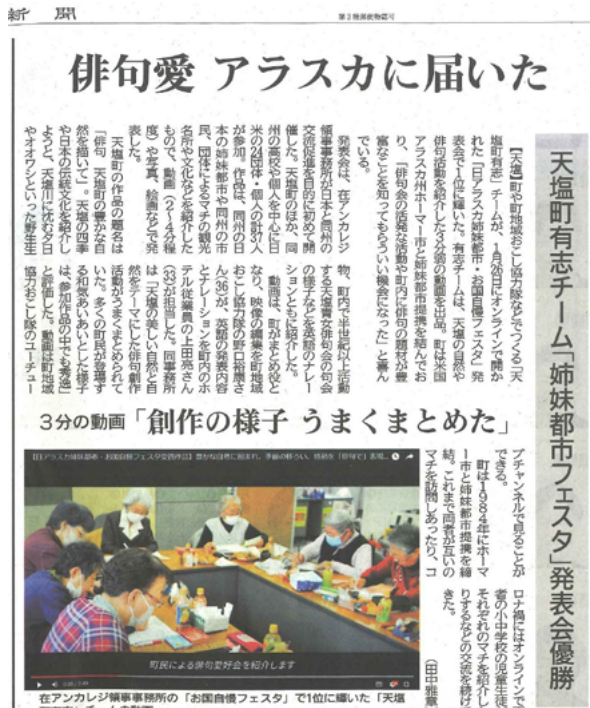 新聞
第3種郵便物認可
俳句愛 アラスカに届いた
天塩町有志チーム「姉妹都市フェスタ」発表会優勝
【天塩】町や町地域おこし協力隊などでつくる「天
塩町有志」チームが、1月26日にオンラインで開か
れた「日アラスカ姉妹都市・お国自慢フェスタ」発
表会で1位に輝いた。有志チームは、天塩の自然や
俳句活動を紹介した3分弱の動画を出品。町は米国
アラスカ州ホーマー市と姉妹都市提携を結んでお
り、「俳句会の活発な活動や町内に俳句の題材が豊
富なことを知ってもらういい機会になった」と喜ん
でいる。
発表会は、在アンカレジ
領事事務所が日本と同州の
交流促進を目的に初めて開
催した。天塩町のほか、同
州の高校や個人を中心に日
米の24団体・個人の計37人
が参加。作品は、同州の日
本の姉妹都市や同州の市
民、団体によるマチの観光
名所や文化などを紹介した
もので、動画（2～4分程
度）や写真、絵画などで発
表した。
天塩町の作品の題名は
「俳句 天塩町の豊かな自
然を描いて」。天塩の四季
や日本の伝統文化を紹介し
ようと、天塩川に沈む夕日
やオオワシといった野生生
物、町内で半世紀以上活動
する天塩青女俳句会の句会
の様子などを英語のナレー
ションとともに紹介した。
動画は、町がまとめ役と
なり、映像の編集を町地域
おこし協力隊の野口裕康さ
ん(36)が、英語の発表内容
とナレーションを町内のホ
テル従業員の上田亮さん
(33)が担当した。同事務所
は「天塩の美しい自然と自
然をテーマにした俳句創作
活動がうまくまとめられて
いた。多くの町民が登場す
る和気あいあいとした様子
は、参加作品の中でも秀逸」
と評価した。動画は町地域
協力おこし隊のユーチュー
3分の動画「創作の様子 うまくまとめた」
ブチャンネルで見ることが
できる。
町は1984年にホーマ
ー市と姉妹都市提携を締
結。これまで両者が互いの
マチを訪問しあったり、コ
ロナ禍にはオンラインで両
者の小中学校の児童生徒が
それぞれのマチを紹介した
りするなどの交流を続けて
きた。
(田中雅章
町民による俳句愛好会を紹介します
在アンカレジ領事事務所の「お国自慢フェスタ」で1位に輝いた「天塩